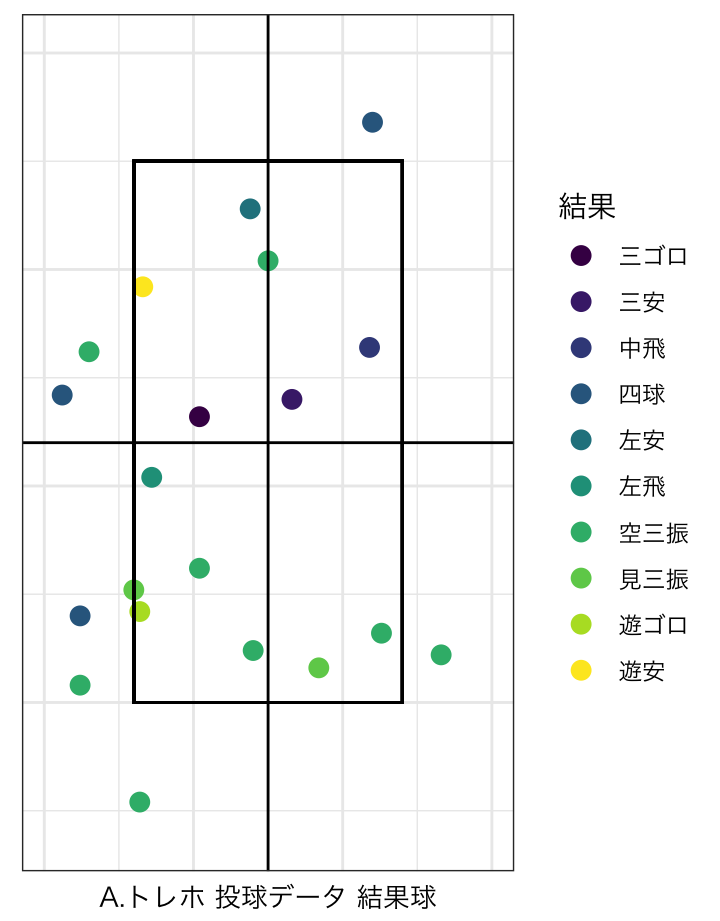 結果
三ゴロ
三安
中飛
四球
左安
左飛
空三振
見三振
遊ゴロ
遊安
A.トレホ 投球データ 結果球